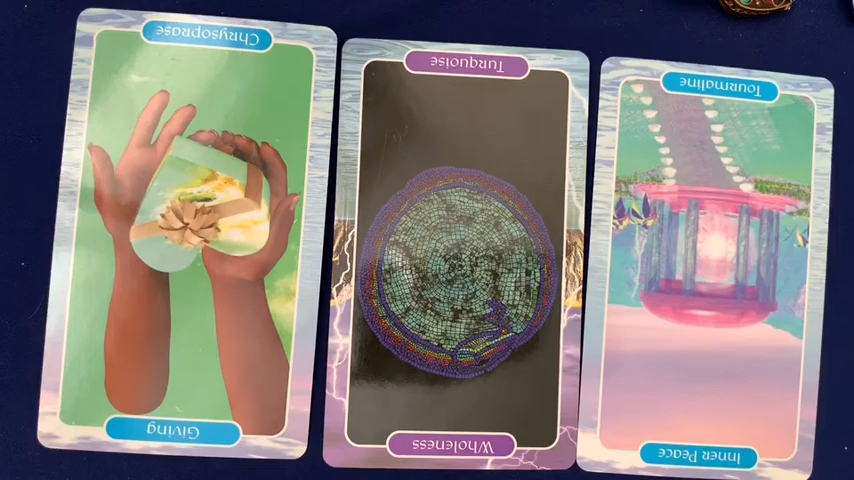 Chrysoprase
Turquoise
Tourmaline
Giving
Wholeness
Inner Peace